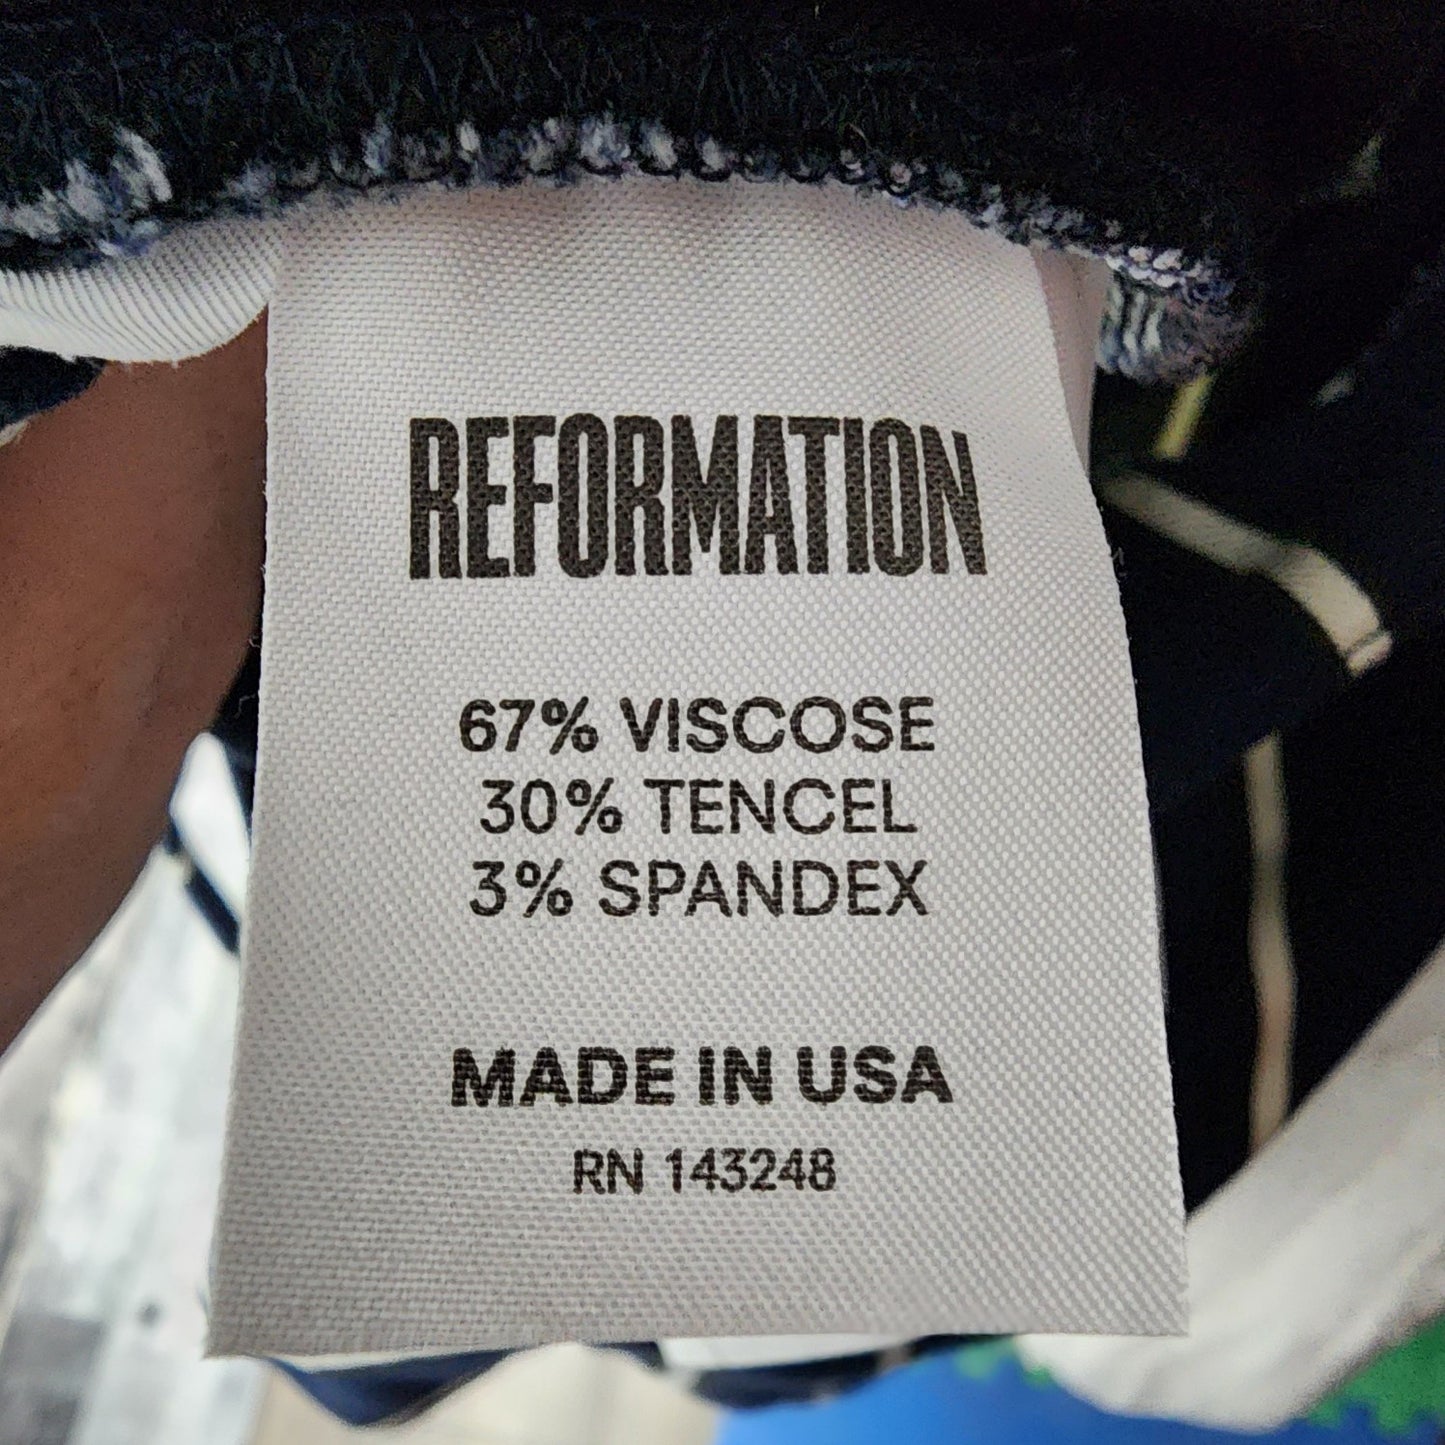 REFORMATION
67% VISCOSE
30% TENCEL
3% SPANDEX
MADE IN USA
RN 143248